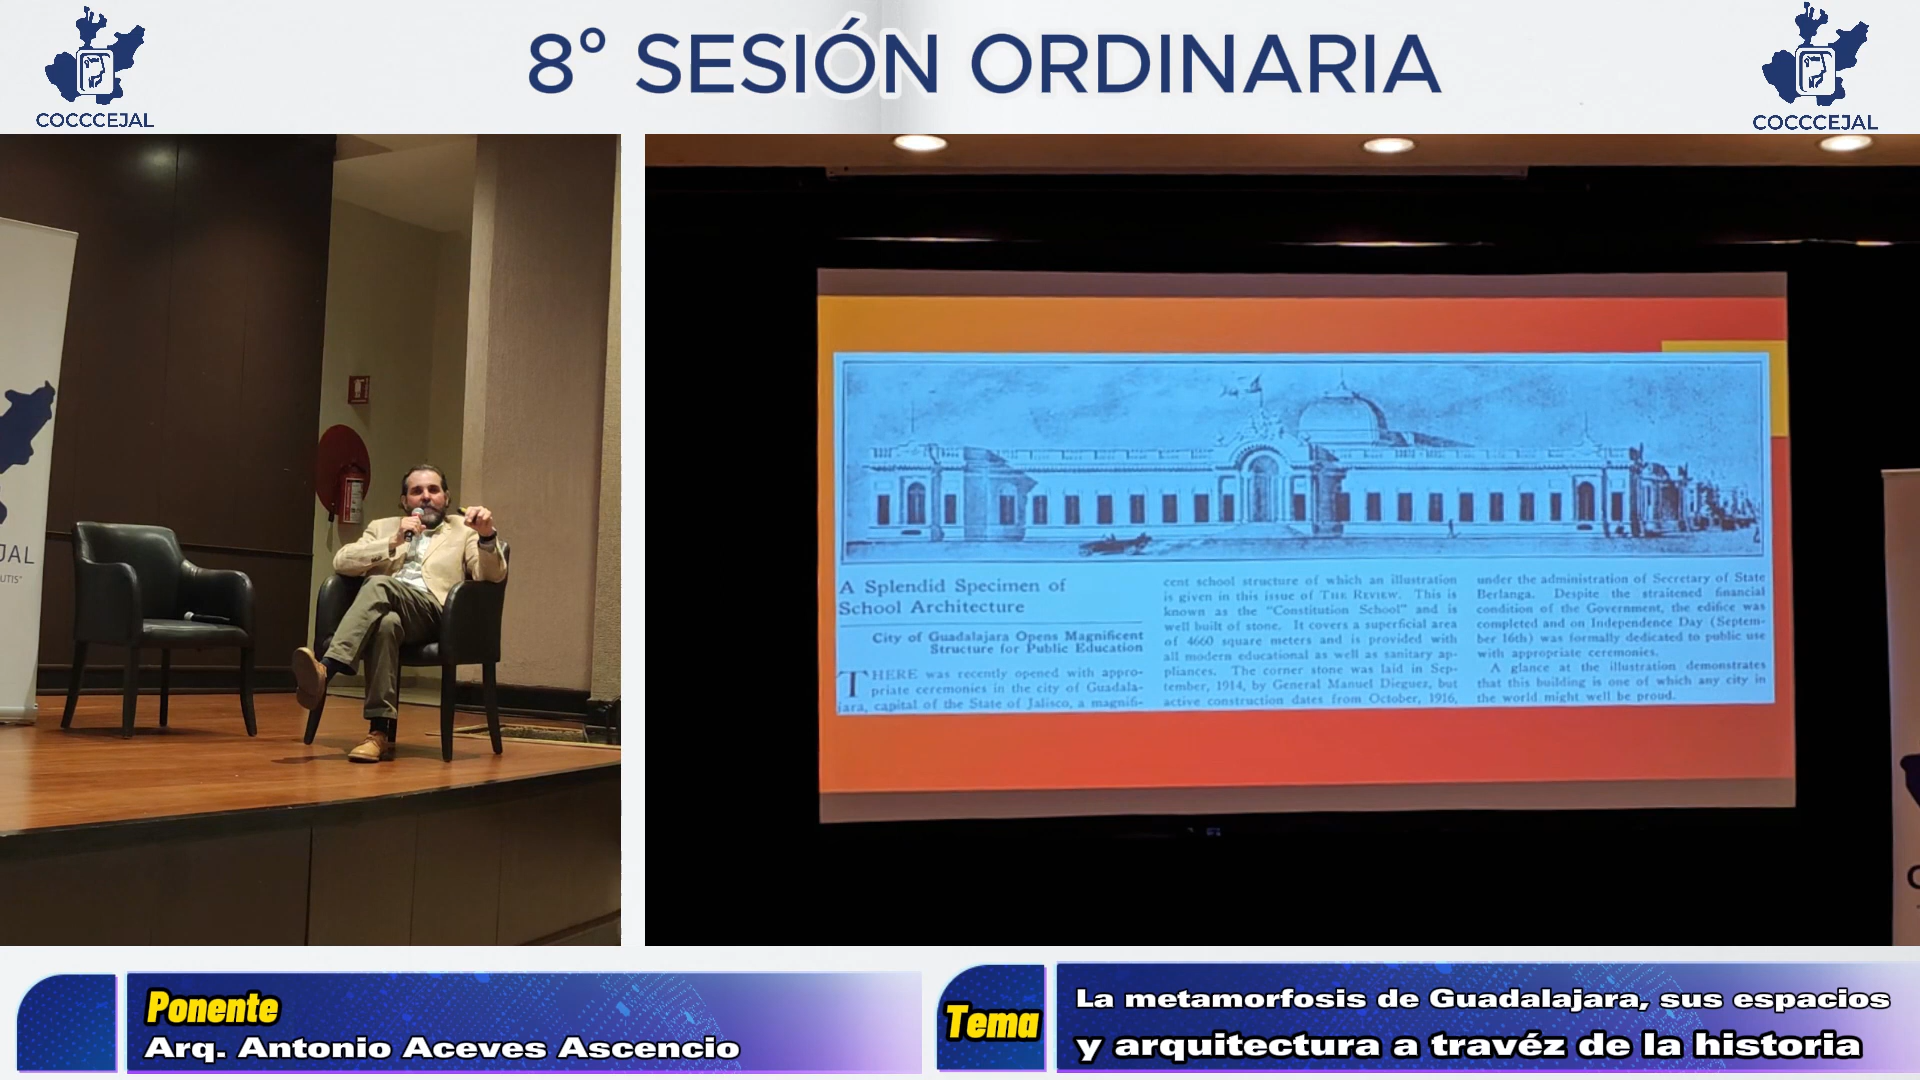 8° SESIÓN ORDINARIA
COCCCEJAL
COCCCEJAL
JAL
UTIS"
A Splendid Specimen of
School Architecture
City of Guadalajara Opens Magnificent
Structure for Public Education
THERE was recently opened with appro-
priate ceremonies in the city of Guadala-
jara, capital of the State of Jalisco, a magnifi-
cent school structure of which an illustration
is given in this issue of THE REVIEW. This is
known as the "Constitution School" and is
well built of stone. It covers a superficial area
of 4660 square meters and is provided with
all modern educational as well as sanitary ap-
pliances. The corner stone was laid in Sep-
tember, 1914, by General Manuel Dieguez, but
active construction dates from October, 1916,
under the administration of Secretary of State
Berlanga. Despite the straitened financial
condition of the Government, the edifice was
completed and on Independence Day (Septem-
ber 16th) was formally dedicated to public use
with appropriate ceremonies.
A glance at the illustration demonstrates
that this building is one of which any city in
the world might well be proud.
Ponente
Arq. Antonio Aceves Ascencio
Tema
La metamorfosis de Guadalajara, sus espacios
y arquitectura a travéz de la historia